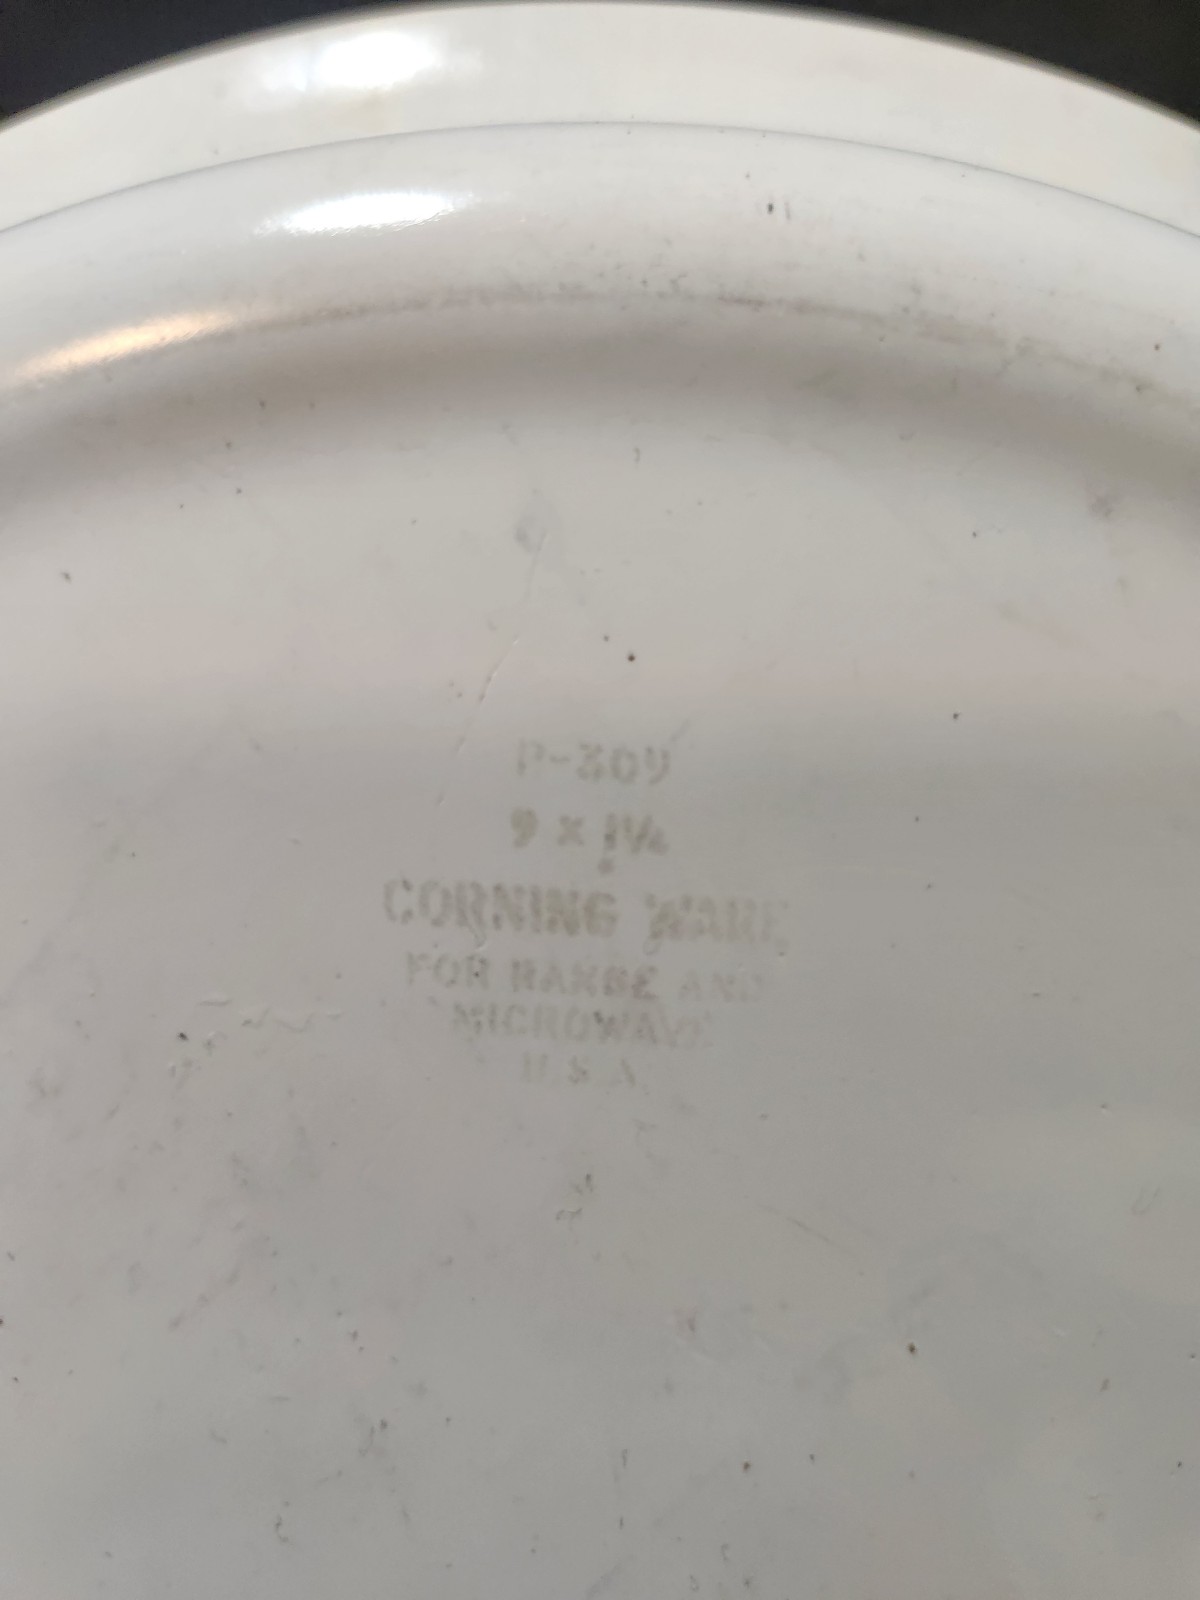 P-309
9 x 1¼
CORNING WARE
FOR RANGE AND
MICROWAVE
U.S.A